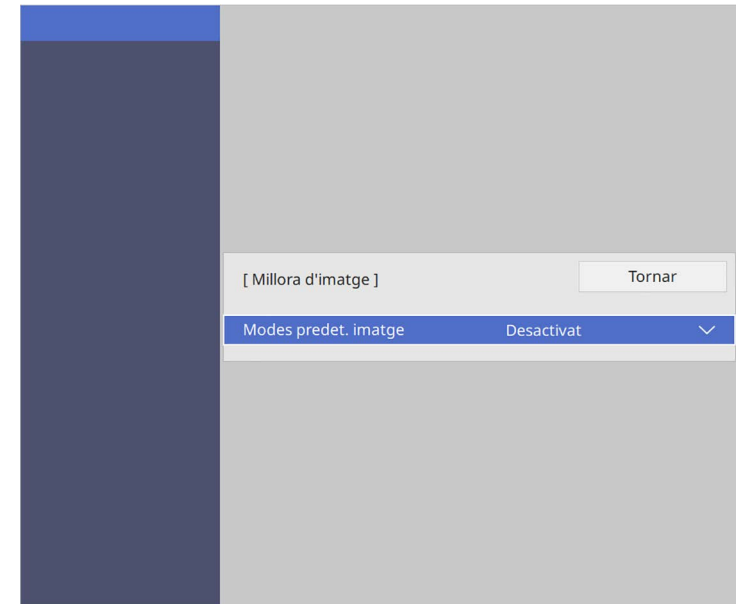 [ Millora d'imatge ]
Tornar
Modes predet. imatge
Desactivat